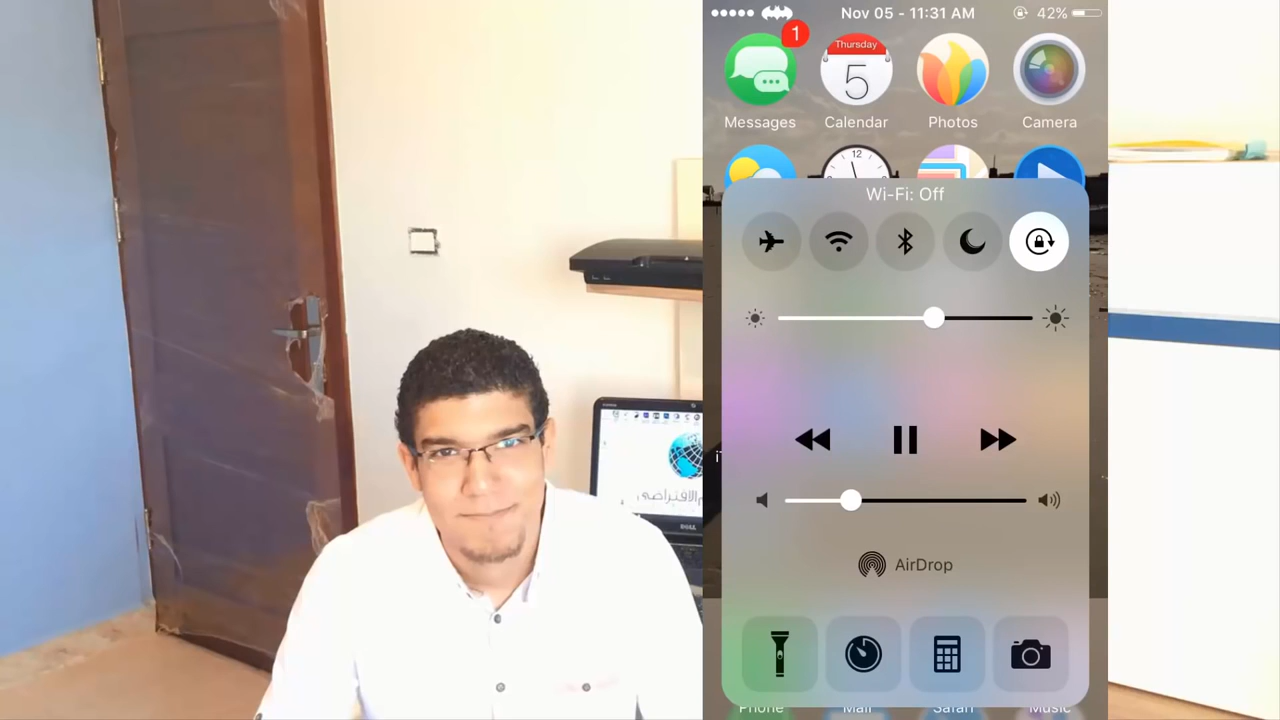 Nov 05 - 11:31 AM
42%
1
Thursday
5
Messages
Calendar
Photos
Camera
12
Wi-Fi: Off
AirDrop
الافتراضي
DELL
Phone
Mail
Safari
Music